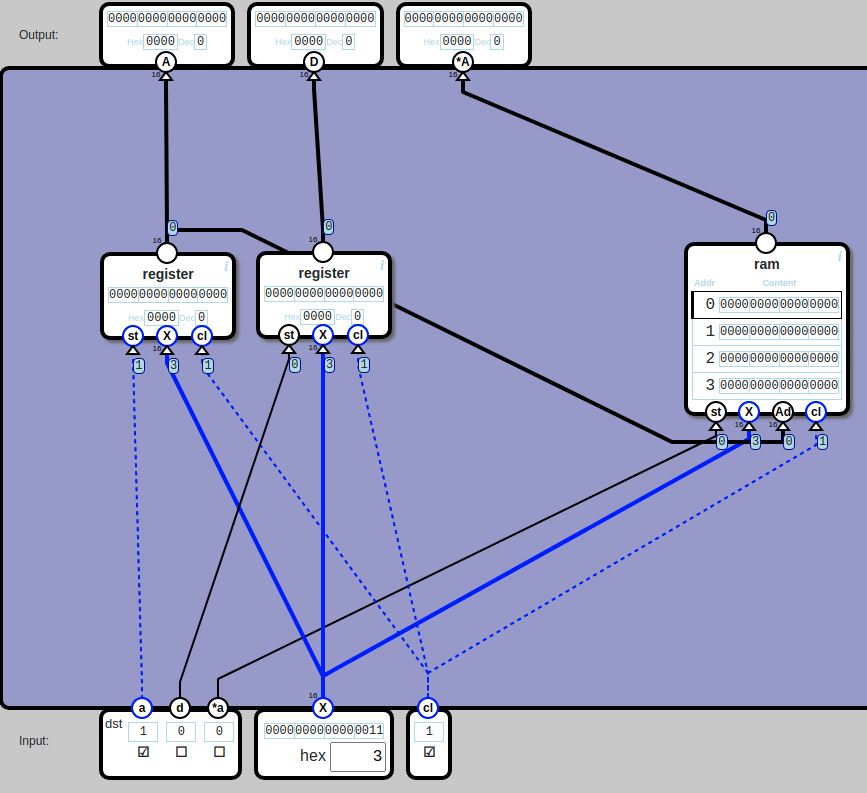 Output:
0000000000000000
Hex 0000 Dec 0
A
16
0000000000000000
Hex 0000 Dec 0
D
16
0000000000000000
Hex 0000 Dec 0
*A
16
0
16
register
i
0000000000000000
Hex 0000 Dec 0
st X cl
16
1 3 1
0
16
register
i
0000000000000000
Hex 0000 Dec 0
st X cl
16
0 3 1
0
16
ram
i
Addr Content
0 0000000000000000
1 0000000000000000
2 0000000000000000
3 0000000000000000
st X Ad cl
16 16
0 3 0 1
Input:
a d *a
dst
1 0 0
16
X
0000000000000011
hex 3
cl
1